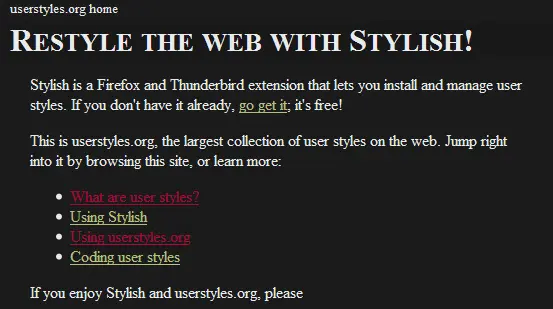 userstyles.org home
RESTYLE THE WEB WITH STYLISH!
Stylish is a Firefox and Thunderbird extension that lets you install and manage user
styles. If you don't have it already, go get it; it's free!
This is userstyles.org, the largest collection of user styles on the web. Jump right
into it by browsing this site, or learn more:
• What are user styles?
• Using Stylish
• Using userstyles.org
• Coding user styles
If you enjoy Stylish and userstyles.org, please